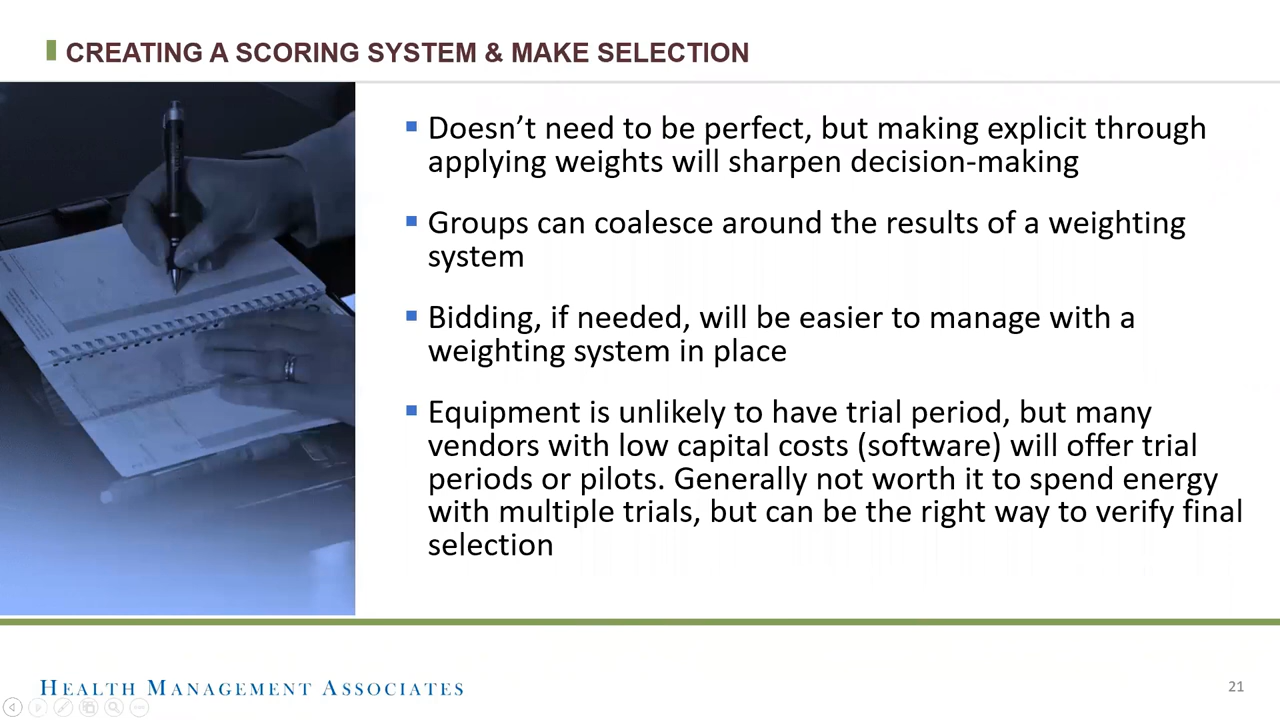 CREATING A SCORING SYSTEM & MAKE SELECTION
Doesn’t need to be perfect, but making explicit through
applying weights will sharpen decision-making
Groups can coalesce around the results of a weighting
system
Bidding, if needed, will be easier to manage with a
weighting system in place
Equipment is unlikely to have trial period, but many
vendors with low capital costs (software) will offer trial
periods or pilots. Generally not worth it to spend energy
with multiple trials, but can be the right way to verify final
selection
HEALTH MANAGEMENT ASSOCIATES
21